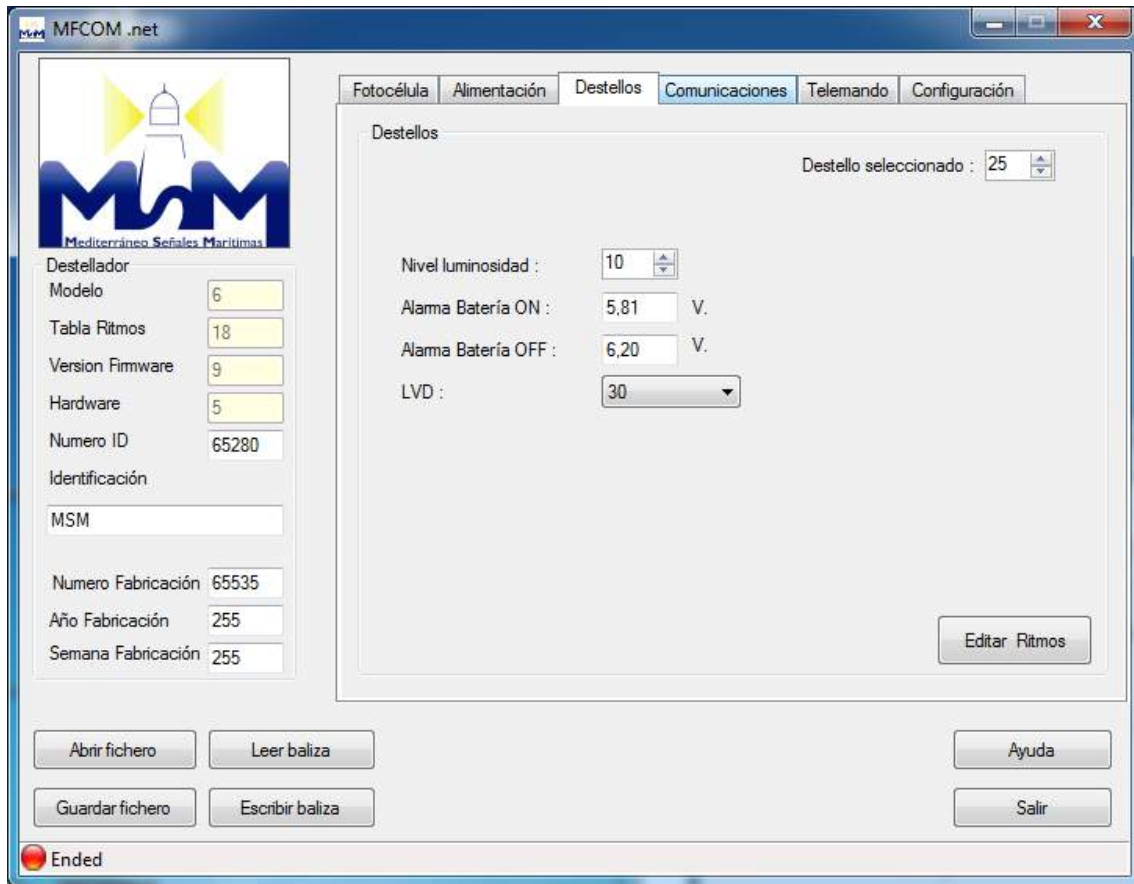 MFCOM .net
MSM
Mediterráneo Señales Marítimas
Destellador
Modelo 6
Tabla Ritmos 18
Version Firmware 9
Hardware 5
Numero ID 65280
Identificación
MSM
Numero Fabricación 65535
Año Fabricación 255
Semana Fabricación 255
Fotocélula Alimentación Destellos Comunicaciones Telemando Configuración
Destellos
Destello seleccionado : 25
Nivel luminosidad : 10
Alarma Batería ON : 5,81 V.
Alarma Batería OFF : 6,20 V.
LVD : 30
Editar Ritmos
Abrir fichero Leer baliza Ayuda
Guardar fichero Escribir baliza Salir
Ended